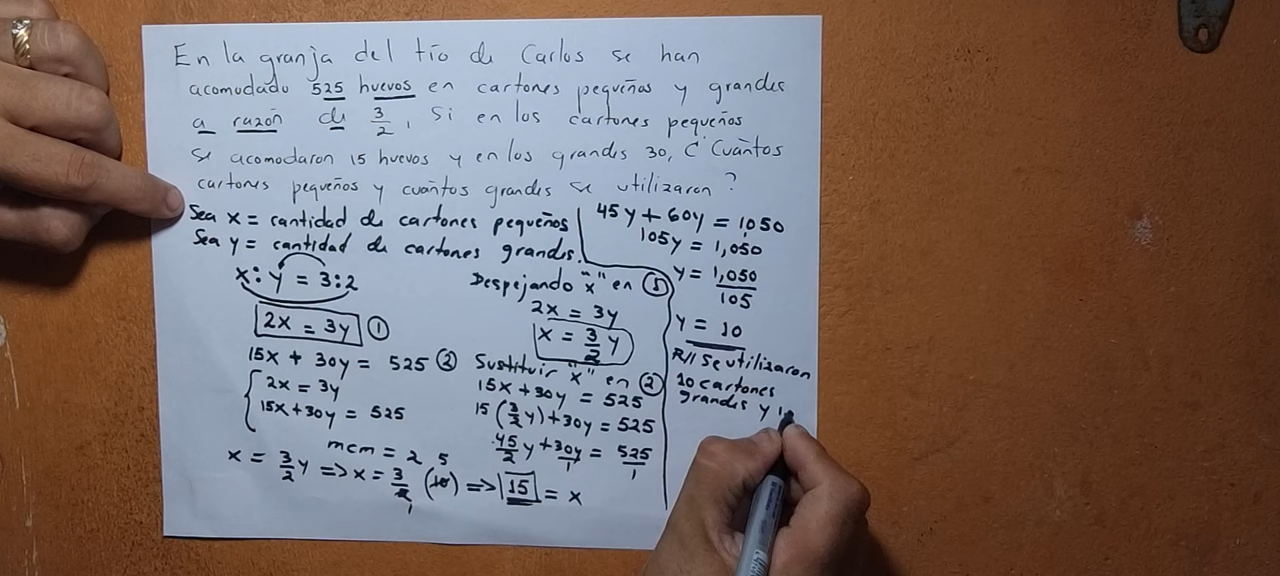 En la granja del tío de Carlos se han
acomodado 525 huevos en cartones pequeños y grandes
a razón de 3/2, si en los cartones pequeños
se acomodaron 15 huevos y en los grandes 30, ¿Cuántos
cartones pequeños y cuántos grandes se utilizaron?
Sea x = cantidad de cartones pequeños
Sea y = cantidad de cartones grandes.
x:y = 3:2
2x = 3y ①
15x + 30y = 525 ②
2x = 3y
15x+30y = 525
mcm = 2
x = 3/2 y => x = 3/2 (10) => 15 = x
5
1
Despejando "x" en ①
2x = 3y
x = 3/2 y
Sustituir "x" en ②
15x+30y = 525
15(3/2 y)+30y = 525
45/2 y + 30y/1 = 525/1
45y + 60y = 1050
105y = 1,050
y = 1,050/105
y = 10
R// Se utilizaron
10 cartones
grandes y